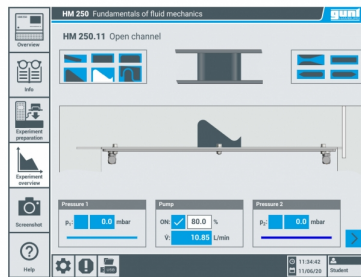 HM 250 Fundamentals of fluid mechanics
gunt
HM 250.11 Open channel
Overview
Info
Experiment
preparation
Experiment
overview
Screenshot
Help
Pressure 1
p₁: 0.0 mbar
Pump
ON: 80.0 %
V̇: 10.85 L/min
Pressure 2
p₂: 0.0 mbar
11:34:42
11/06/20
Student